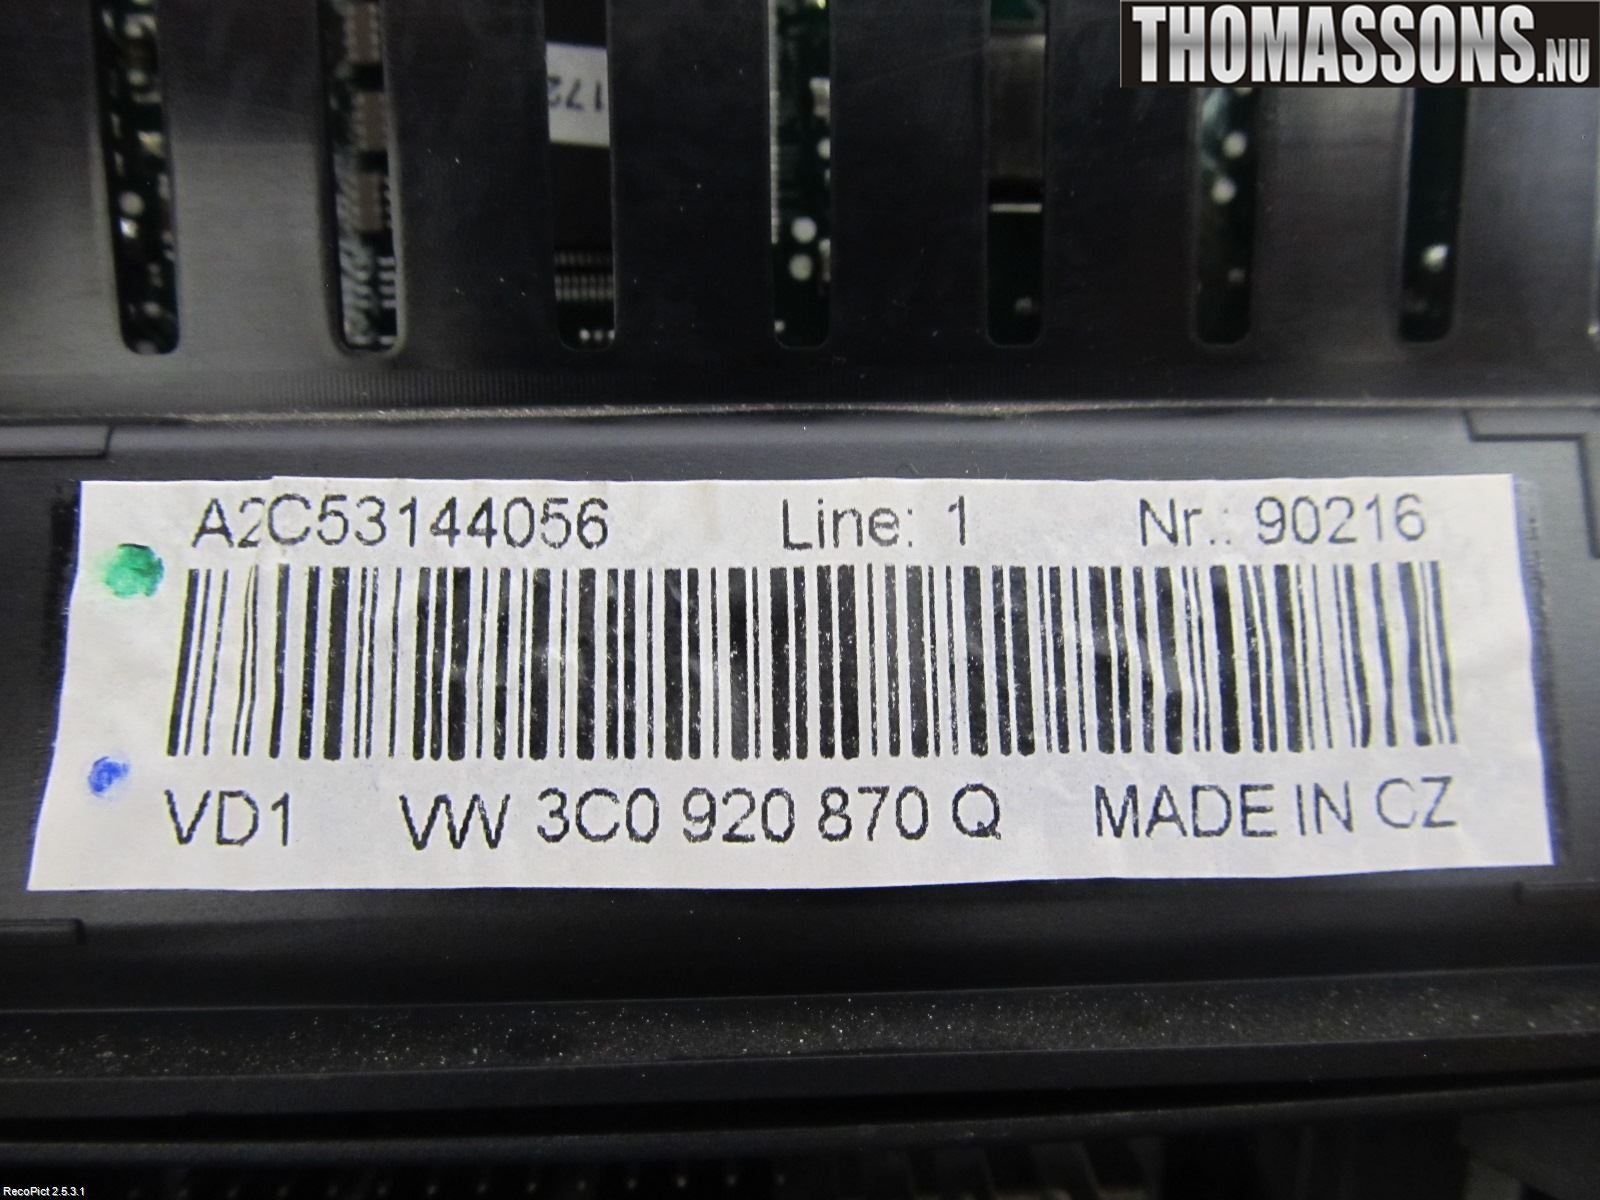 THOMASSONS.NU
172
A2C53144056 Line: 1 Nr.: 90216
VD1 VW 3C0 920 870 Q MADE IN CZ
RecoPict 2.5.3.1